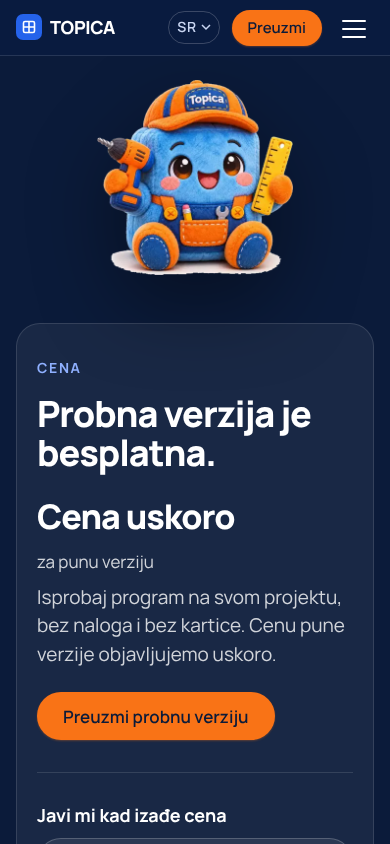 TOPICA
SR
Preuzmi
Topica
CENA
Probna verzija je
besplatna.
Cena uskoro
za punu verziju
Isprobaj program na svom projektu,
bez naloga i bez kartice. Cenu pune
verzije objavljujemo uskoro.
Preuzmi probnu verziju
Javi mi kad izađe cena